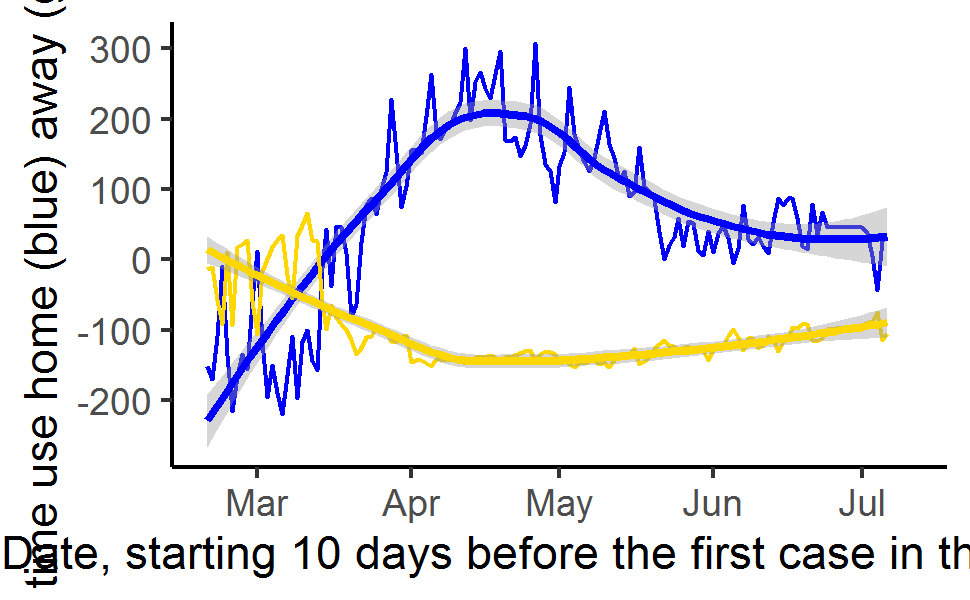 time use home (blue) away (
300
200
100
0
-100
-200
Mar Apr May Jun Jul
Date, starting 10 days before the first case in th